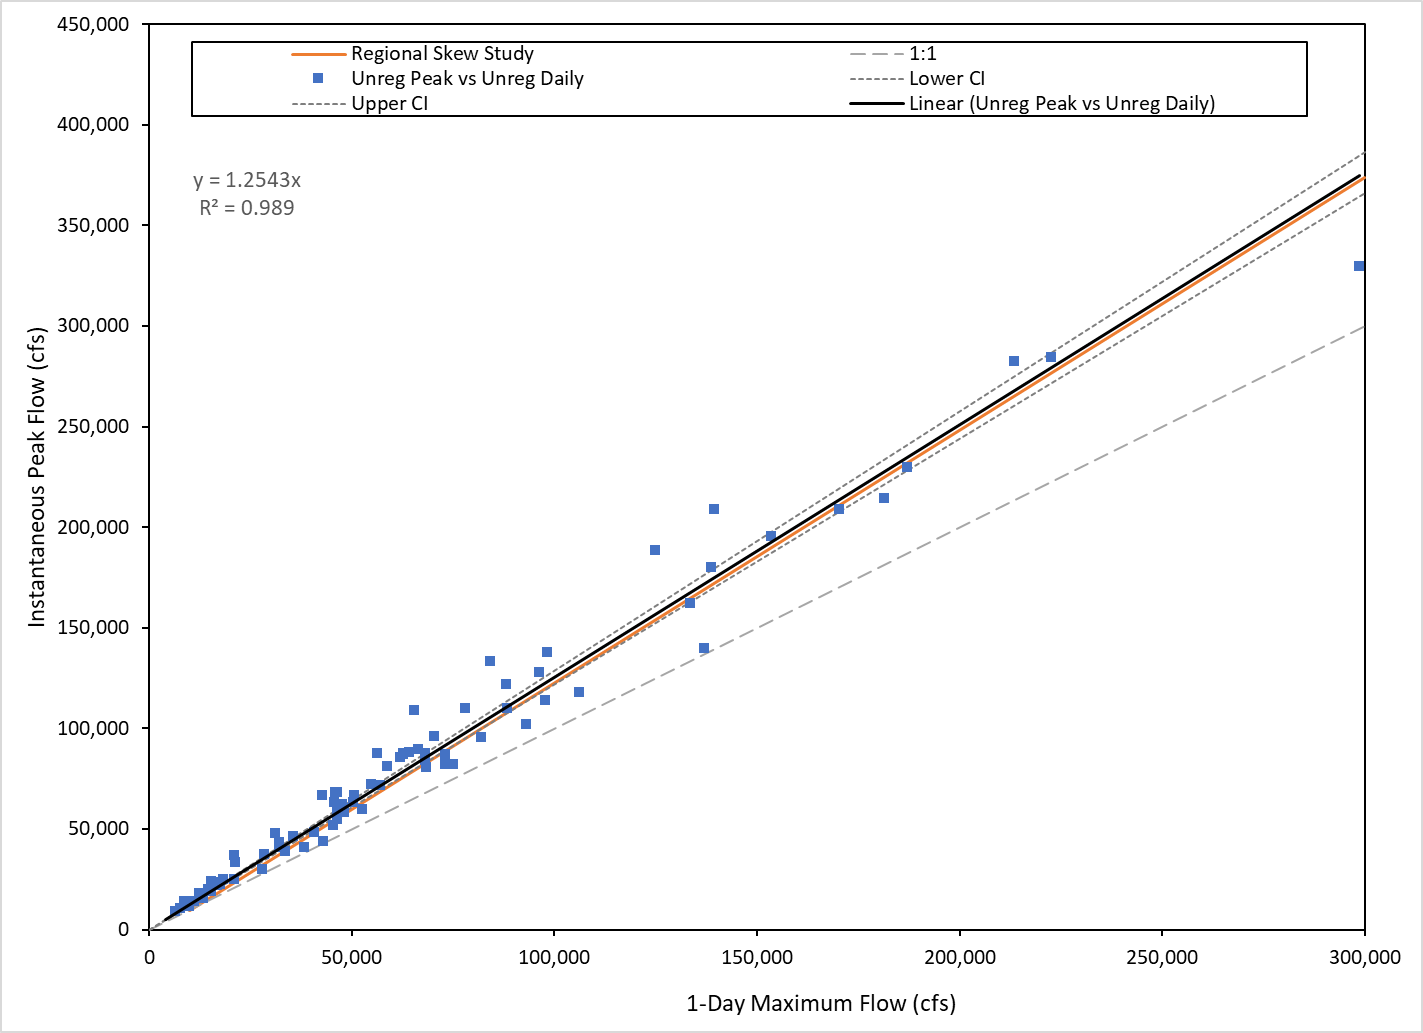 450,000
400,000
350,000
300,000
250,000
200,000
150,000
100,000
50,000
0
Instantaneous Peak Flow (cfs)
Regional Skew Study
1:1
Unreg Peak vs Unreg Daily
Lower CI
Upper CI
Linear (Unreg Peak vs Unreg Daily)
y = 1.2543x
R² = 0.989
0
50,000
100,000
150,000
200,000
250,000
300,000
1-Day Maximum Flow (cfs)